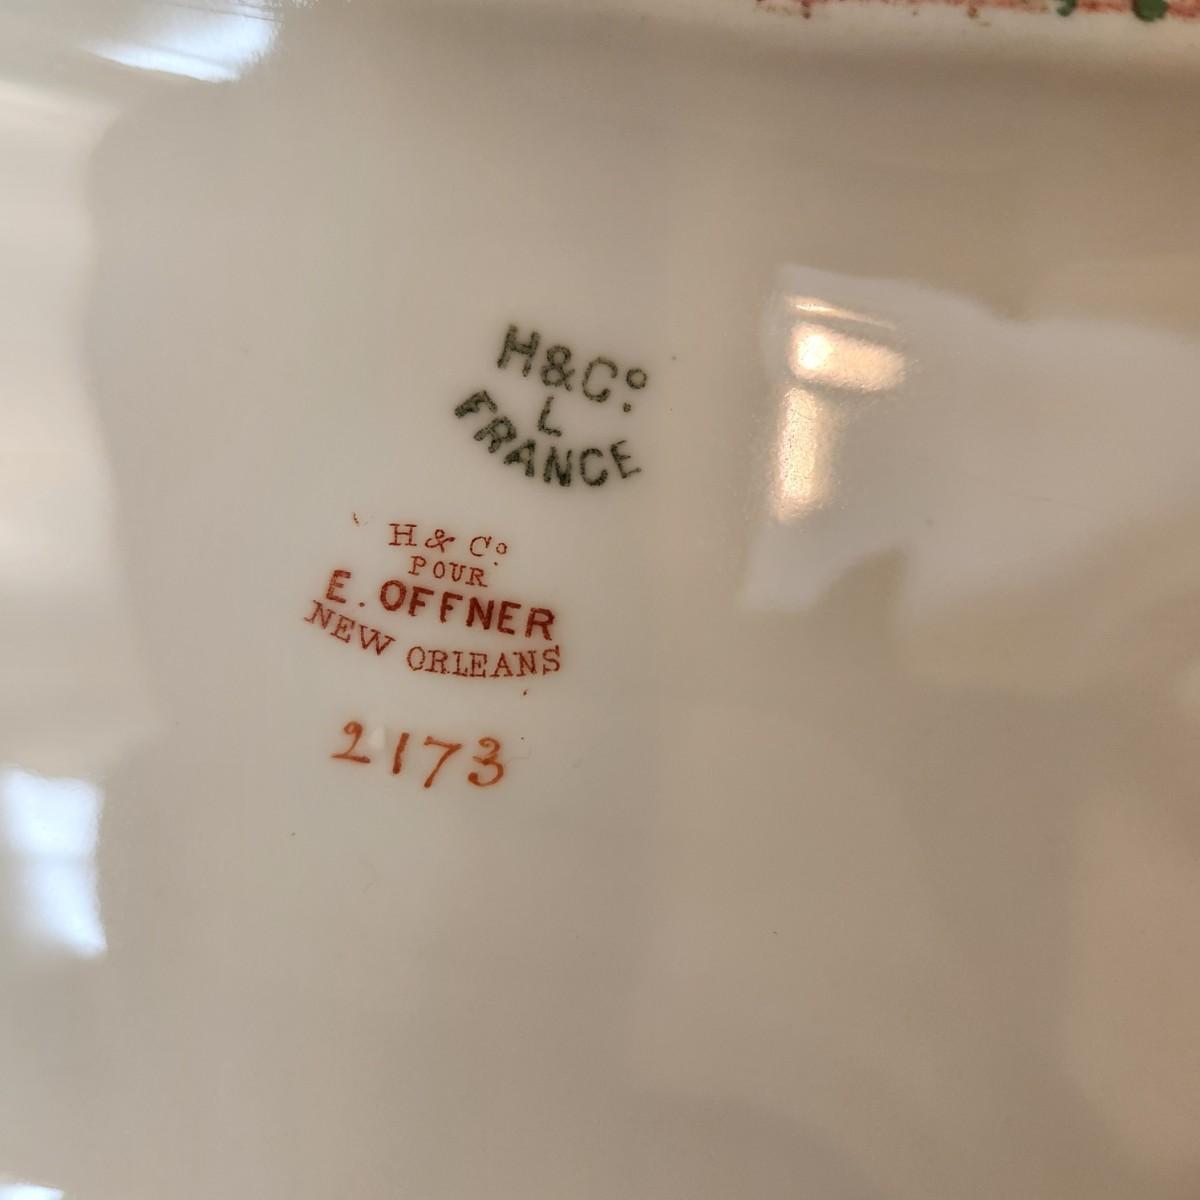 H&Cº
L
FRANCE
H & Cº
POUR
E. OFFNER
NEW ORLEANS
2173